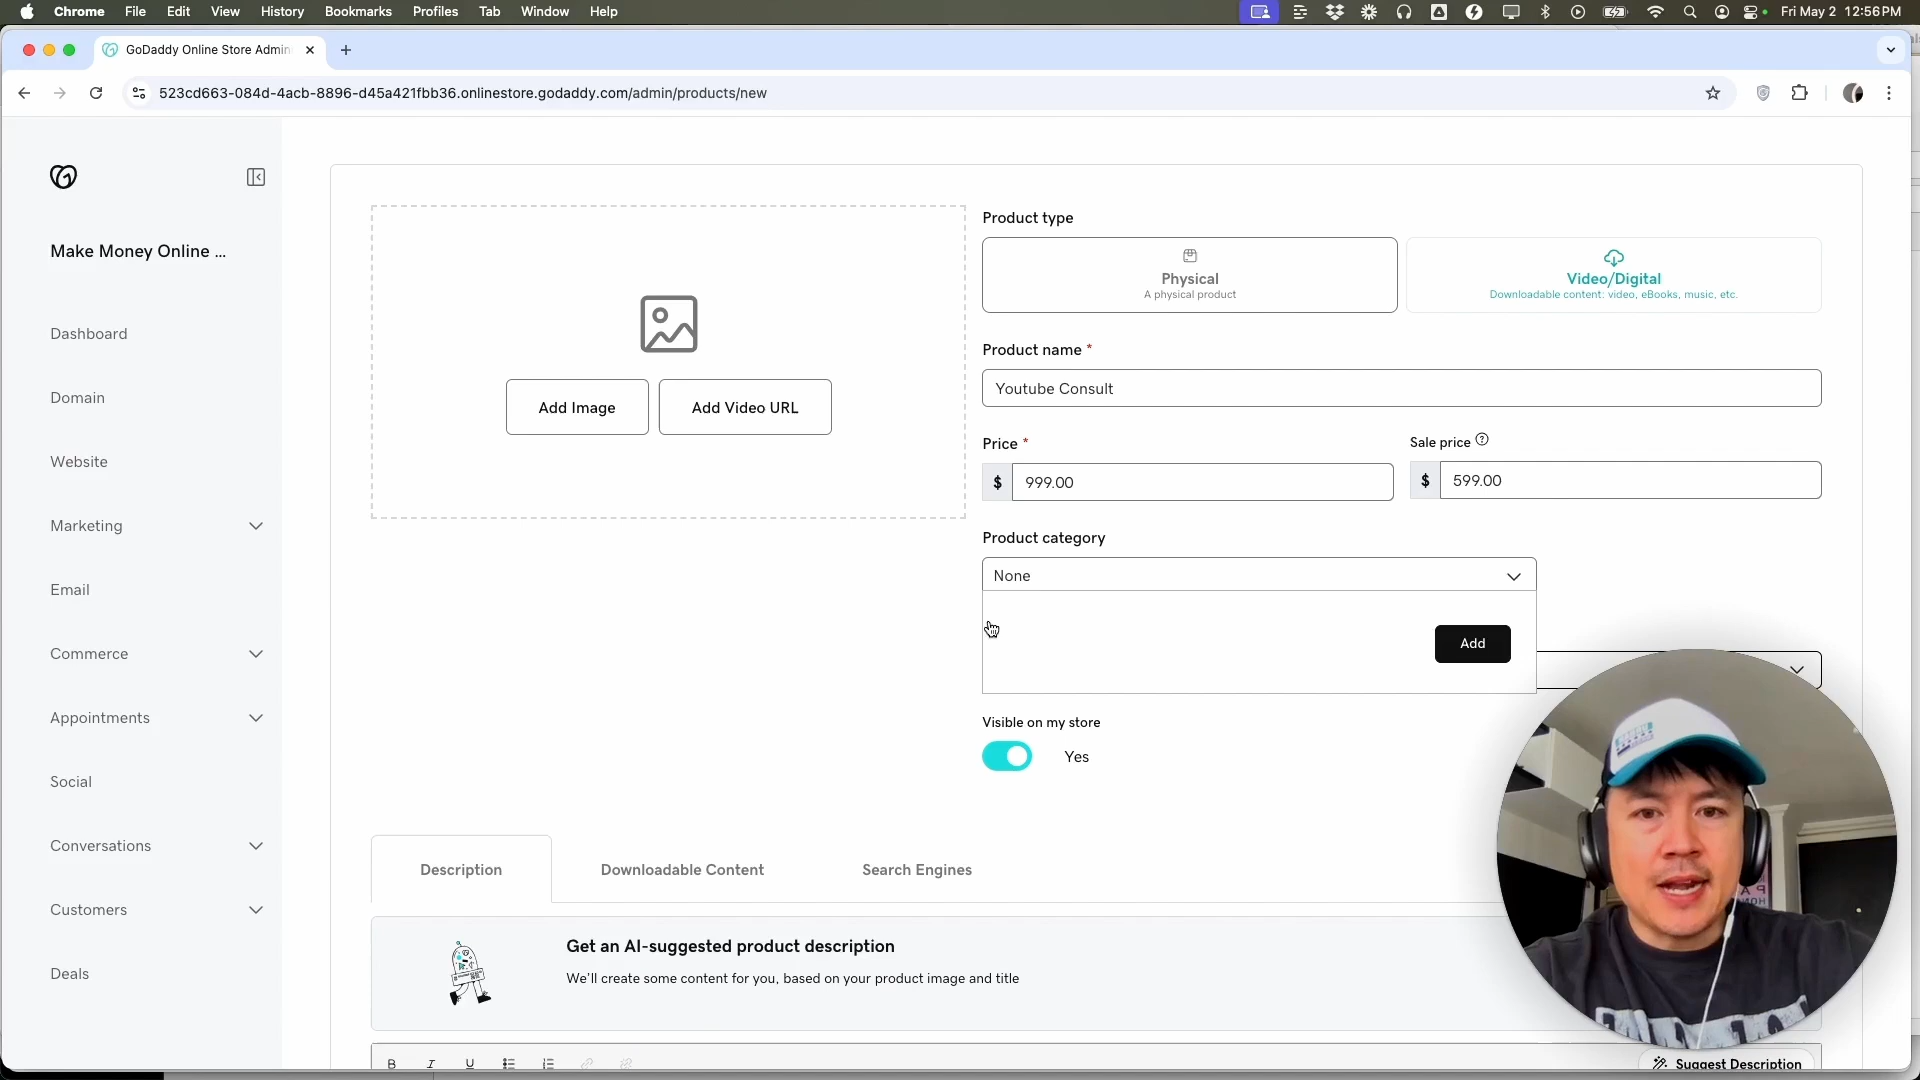 Chrome File Edit View History Bookmarks Profiles Tab Window Help
Fri May 2 12:56 PM
GoDaddy Online Store Admin
523cd663-084d-4acb-8896-d45a421fbb36.onlinestore.godaddy.com/admin/products/new
Make Money Online ...
Dashboard
Domain
Website
Marketing
Email
Commerce
Appointments
Social
Conversations
Customers
Deals
Add Image
Add Video URL
Product type
Physical
A physical product
Video/Digital
Downloadable content: video, eBooks, music, etc.
Product name *
Youtube Consult
Price *
$ 999.00
Sale price ?
$ 599.00
Product category
None
Add
Visible on my store
Yes
Description
Downloadable Content
Search Engines
Get an AI-suggested product description
We'll create some content for you, based on your product image and title
B I U
Suggest Description